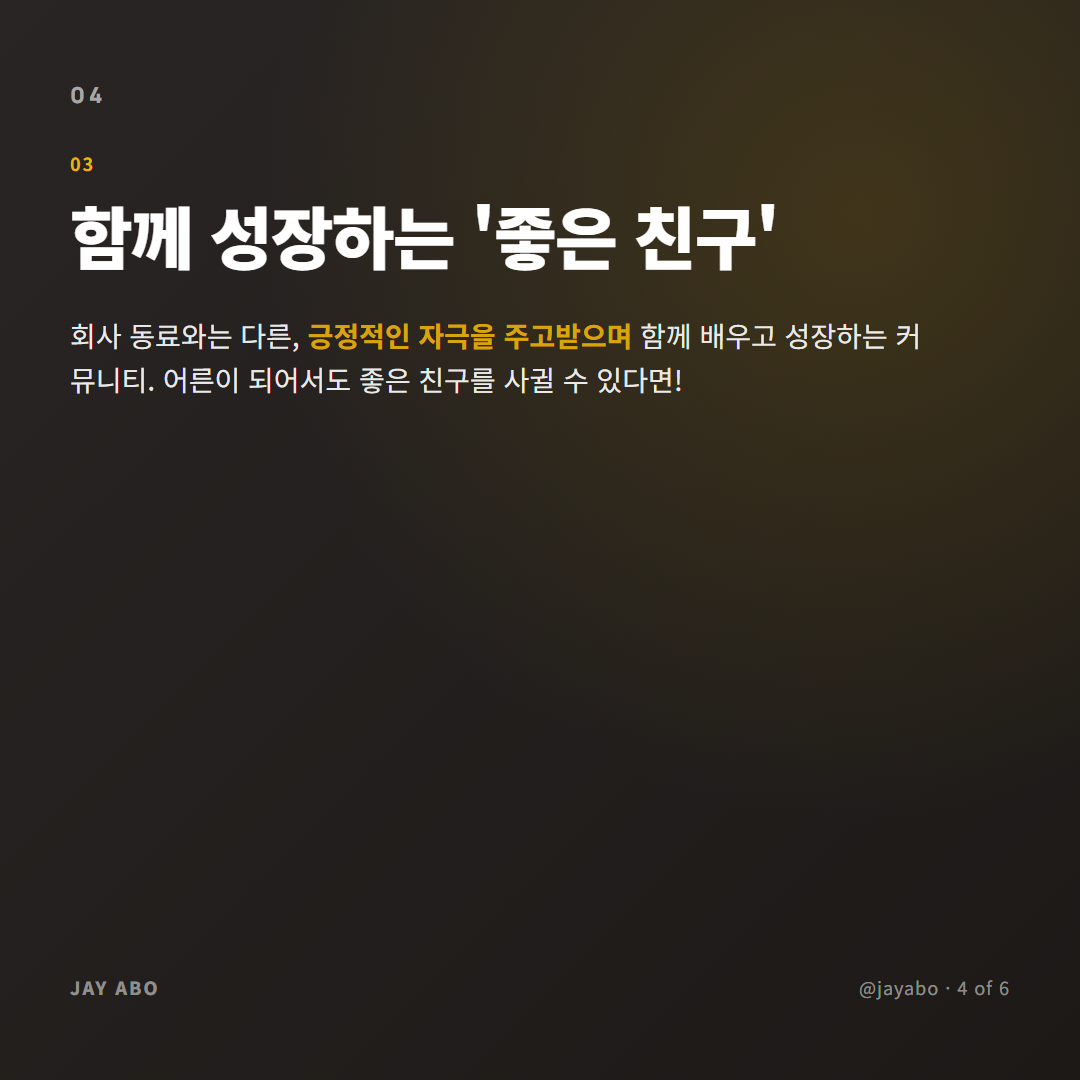 04
03
함께 성장하는 '좋은 친구'
회사 동료와는 다른, 긍정적인 자극을 주고받으며 함께 배우고 성장하는 커
뮤니티. 어른이 되어서도 좋은 친구를 사귈 수 있다면!
JAY ABO
@jayabo · 4 of 6